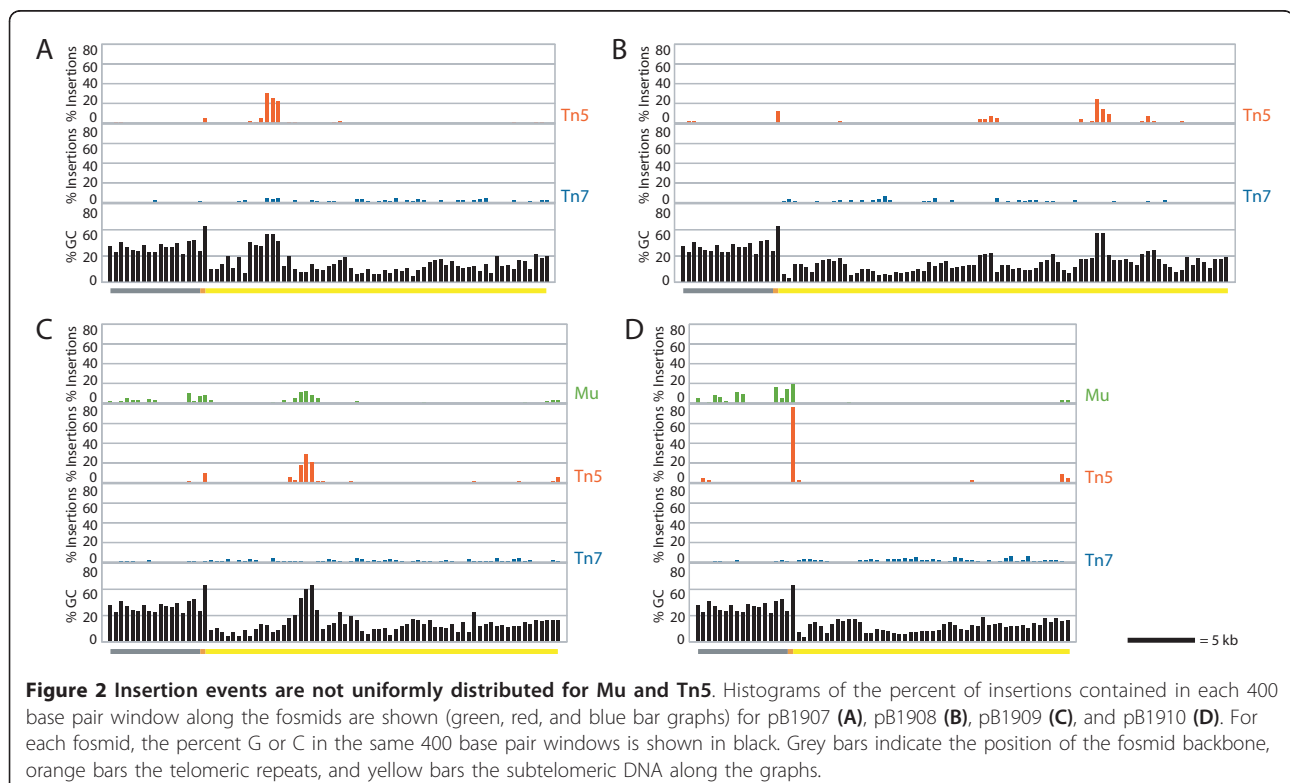 A
80
60
40
20
0
% Insertions
Tn5
80
60
40
20
0
% Insertions
Tn7
80
60
20
0
% GC
B
80
60
40
20
0
% Insertions
Tn5
80
60
40
20
0
% Insertions
Tn7
80
60
20
0
% GC
C
80
60
40
20
0
% Insertions
Mu
80
60
40
20
0
% Insertions
Tn5
80
60
40
20
0
% Insertions
Tn7
80
60
20
0
% GC
D
80
60
40
20
0
% Insertions
Mu
80
60
40
20
0
% Insertions
Tn5
80
60
40
20
0
% Insertions
Tn7
80
60
20
0
% GC
= 5 kb
Figure 2 Insertion events are not uniformly distributed for Mu and Tn5. Histograms of the percent of insertions contained in each 400
base pair window along the fosmids are shown (green, red, and blue bar graphs) for pB1907 (A), pB1908 (B), pB1909 (C), and pB1910 (D). For
each fosmid, the percent G or C in the same 400 base pair windows is shown in black. Grey bars indicate the position of the fosmid backbone,
orange bars the telomeric repeats, and yellow bars the subtelomeric DNA along the graphs.